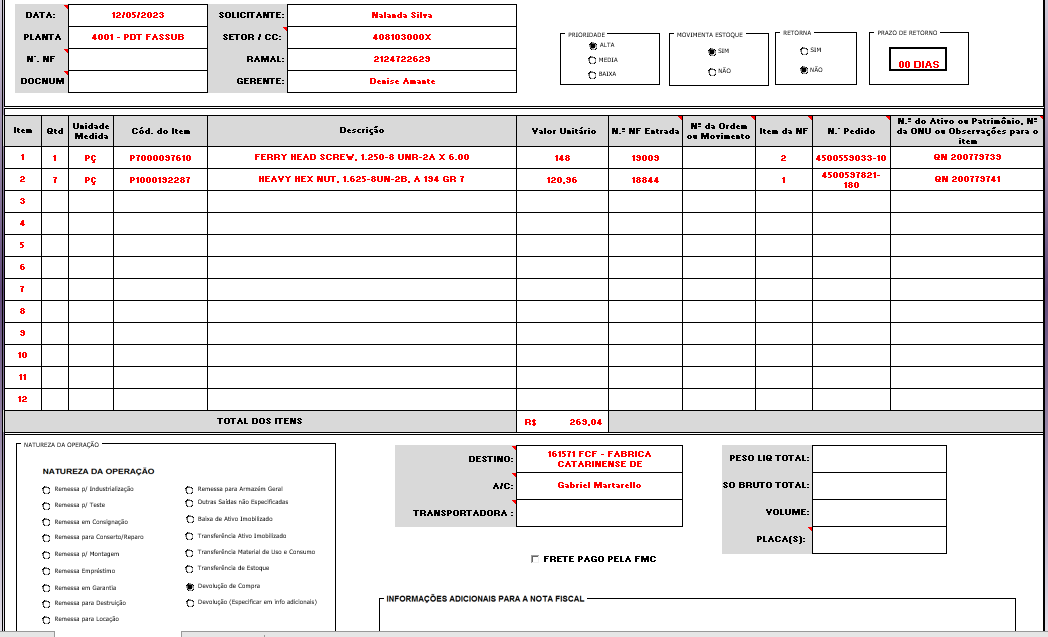 DATA: 12/05/2023 SOLICITANTE: Nalanda Silva
PLANTA 4001 - PDT FASSUB SETOR / CC: 408103000X
N°. NF RAMAL: 2124722629
DOCNUM GERENTE: Denise Amante
PRIORIDADE
ALTA
MEDIA
BAIXA
MOVIMENTA ESTOQUE
SIM
NÃO
RETORNA
SIM
NÃO
PRAZO DE RETORNO
00 DIAS
Item Qtd Unidade Medida Cód. do Item Descrição Valor Unitário N.º NF Entrada Nº da Ordem ou Movimento Item da NF N.° Pedido N.º do Ativo ou Patrimônio, Nº da ONU ou Observações para o item
1 1 PÇ P7000097610 FERRY HEAD SCREW, 1.250-8 UNR-2A X 6.00 148 19009 2 4500559033-10 QN 200779739
2 7 PÇ P1000192287 HEAVY HEX NUT, 1.625-8UN-2B, A 194 GR 7 120,96 18844 1 4500597821-180 QN 200779741
3
4
5
6
7
8
9
10
11
12
TOTAL DOS ITENS R$ 269,04
NATUREZA DA OPERAÇÃO
NATUREZA DA OPERAÇÃO
Remessa p/ Industrialização
Remessa p/ Teste
Remessa em Consignação
Remessa para Conserto/Reparo
Remessa p/ Montagem
Remessa Empréstimo
Remessa em Garantia
Remessa para Destruição
Remessa para Locação
Remessa para Armazém Geral
Outras Saídas não Especificadas
Baixa de Ativo Imobilizado
Transferência Ativo Imobilizado
Transferência Material de Uso e Consumo
Transferência de Estoque
Devolução de Compra
Devolução (Especificar em info adicionais)
DESTINO: 161571 FCF - FABRICA CATARINENSE DE
A/C: Gabriel Martarello
TRANSPORTADORA :
FRETE PAGO PELA FMC
PESO LIQ TOTAL:
SO BRUTO TOTAL:
VOLUME:
PLACA(S):
INFORMAÇÕES ADICIONAIS PARA A NOTA FISCAL